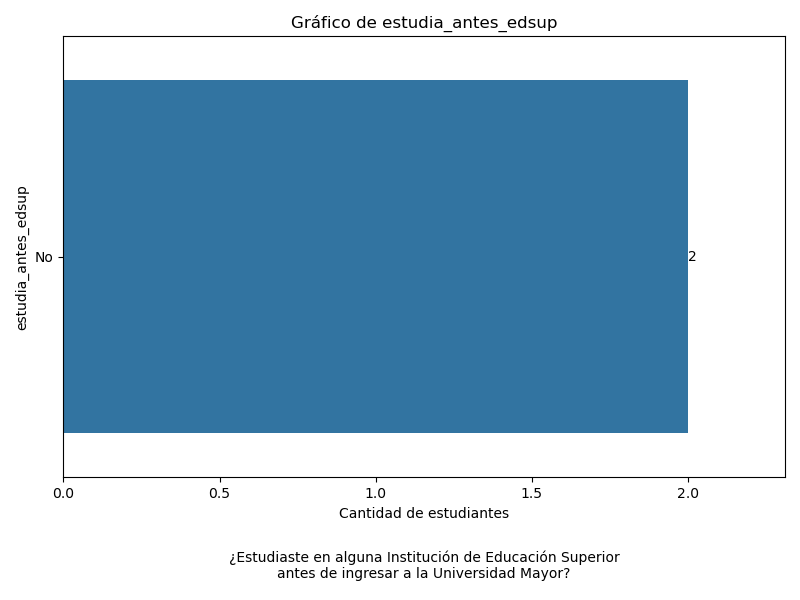 Gráfico de estudia_antes_edsup
estudia_antes_edsup
No
2
0.0
0.5
1.0
1.5
2.0
Cantidad de estudiantes
¿Estudiaste en alguna Institución de Educación Superior
antes de ingresar a la Universidad Mayor?